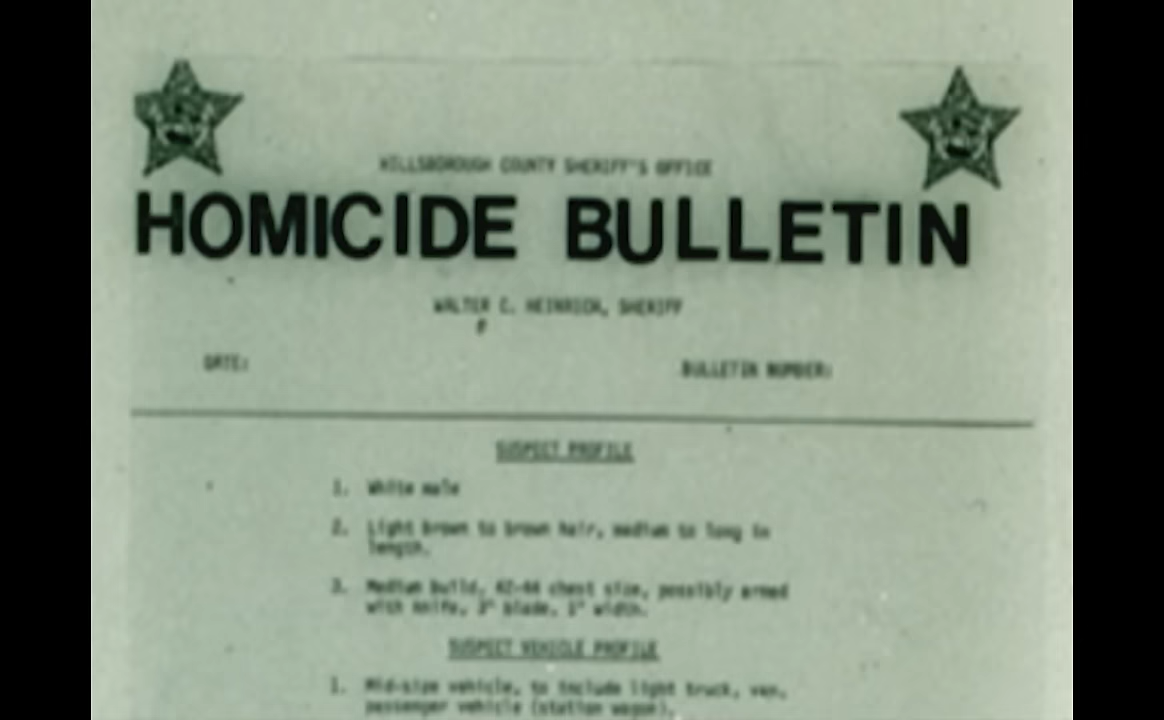 HILLSBOROUGH COUNTY SHERIFF'S OFFICE
HOMICIDE BULLETIN
WALTER C. HEINRICH, SHERIFF
DATE:
BULLETIN NUMBER:
SUSPECT PROFILE
1. White male
2. Light brown to brown hair, medium to long in
length.
3. Medium build, 42-44 chest size, possibly armed
with knife, 3" blade, 1" width.
SUSPECT VEHICLE PROFILE
1. Mid-size vehicle, to include light truck, van,
passenger vehicle (station wagon).